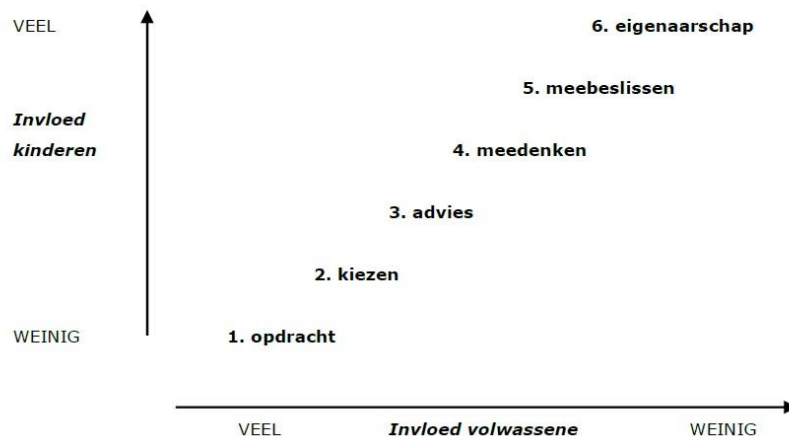 VEEL
6. eigenaarschap
5. meebeslissen
Invloed
kinderen
4. meedenken
3. advies
2. kiezen
WEINIG
1. opdracht
VEEL
Invloed volwassene
WEINIG